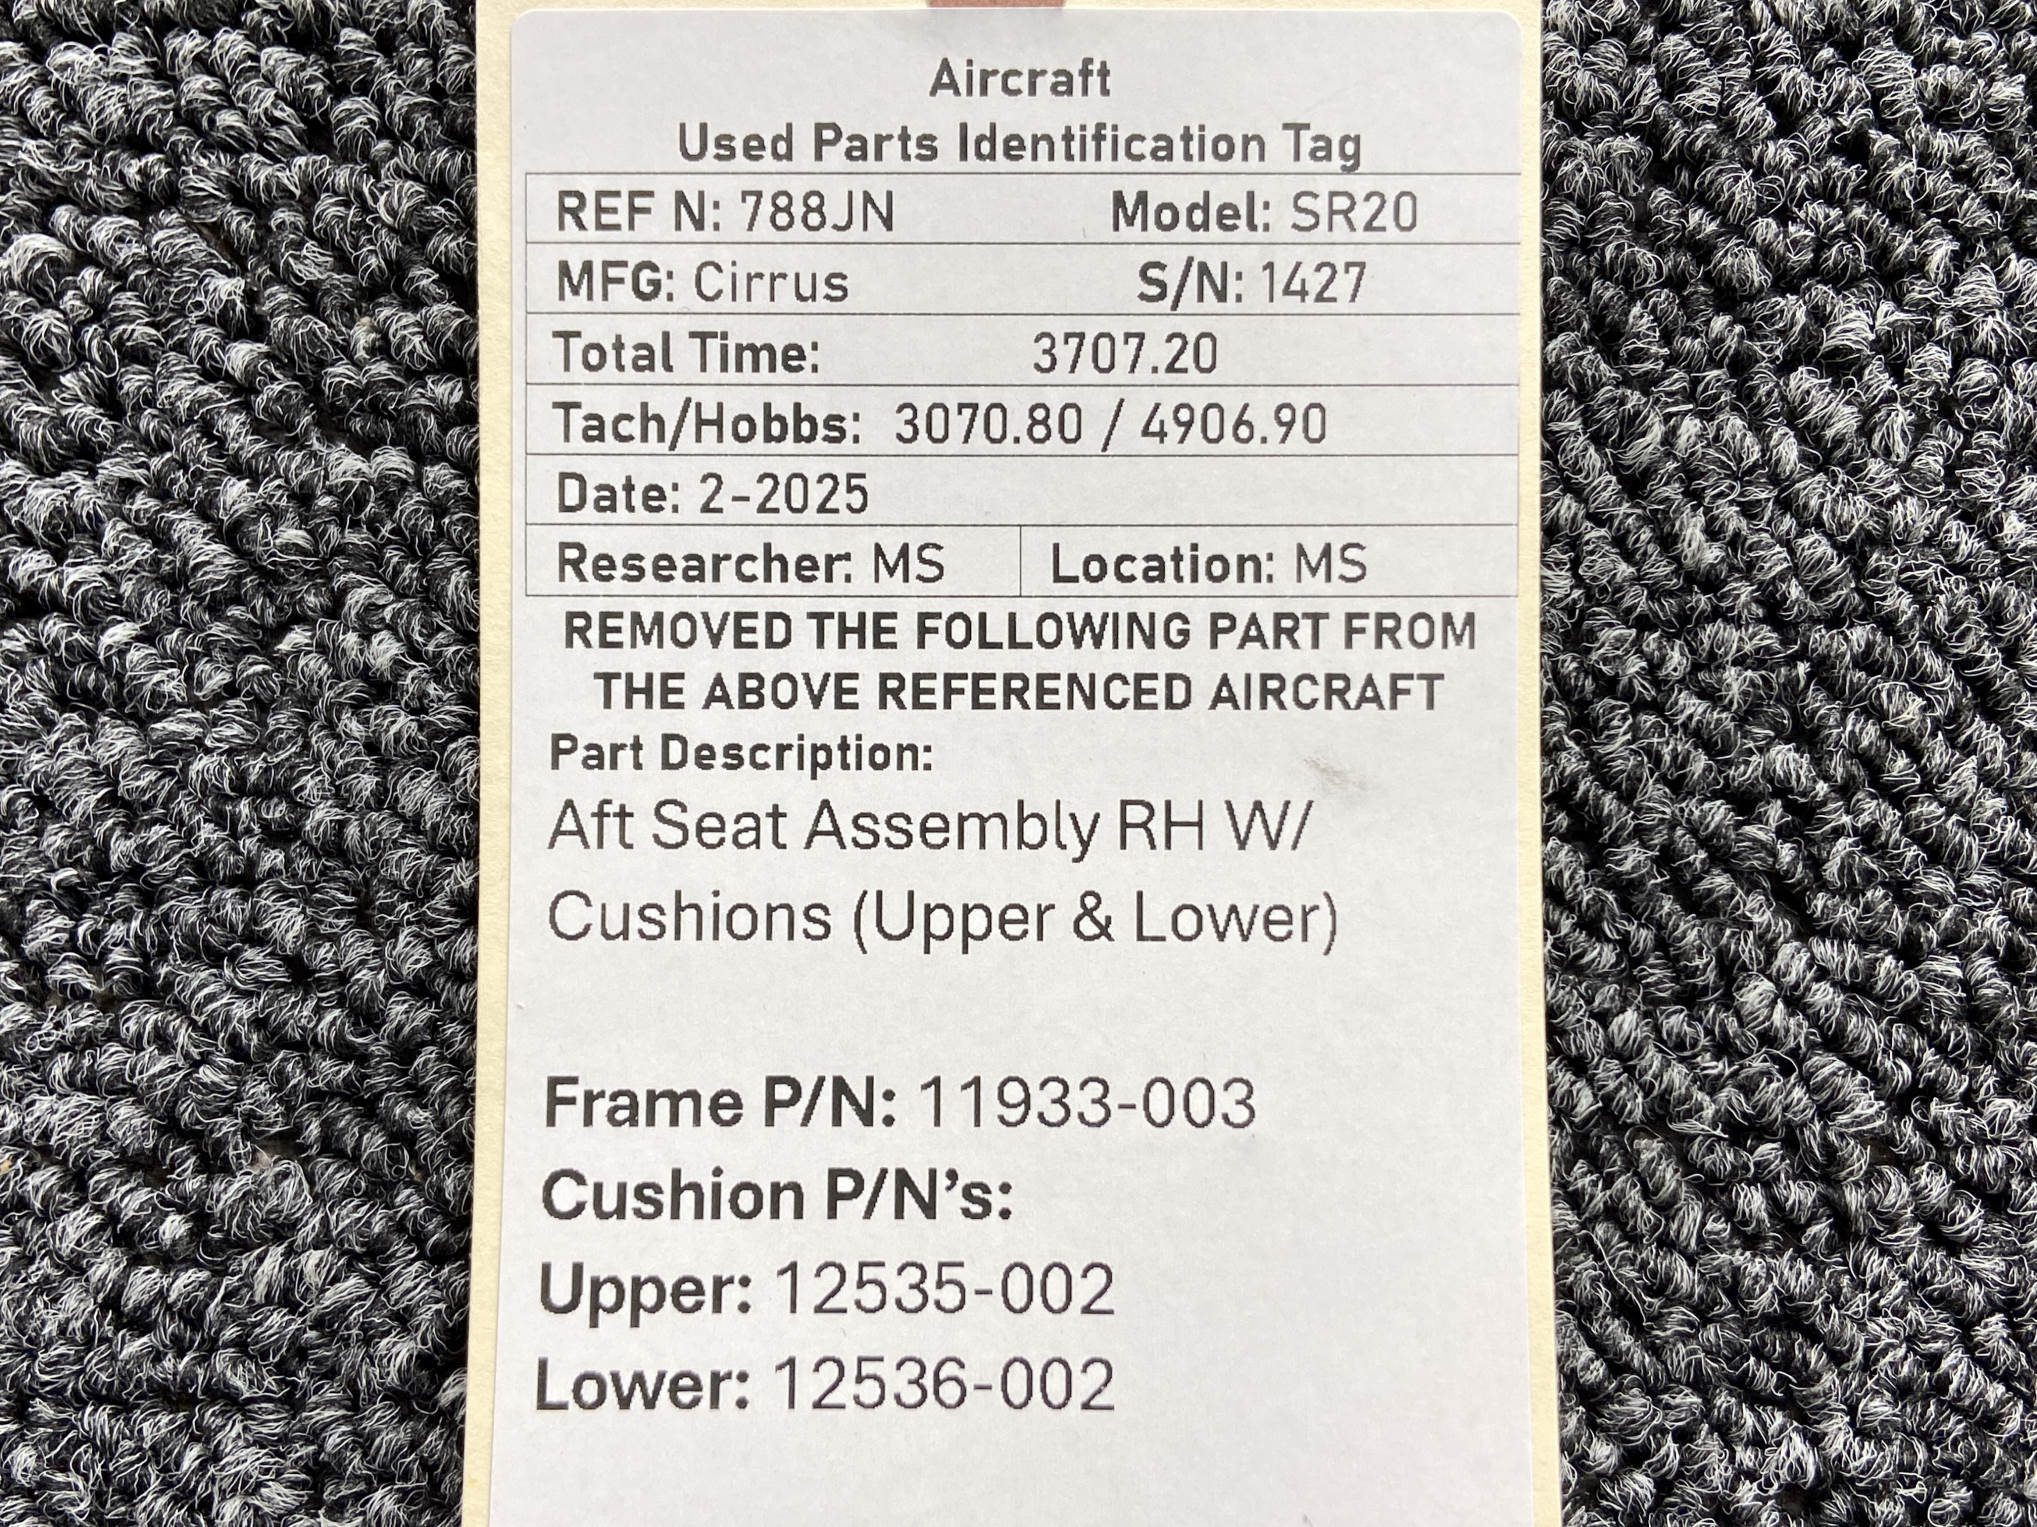 Aircraft
Used Parts Identification Tag
REF N: 788JN Model: SR20
MFG: Cirrus S/N: 1427
Total Time: 3707.20
Tach/Hobbs: 3070.80 / 4906.90
Date: 2-2025
Researcher: MS Location: MS
REMOVED THE FOLLOWING PART FROM
THE ABOVE REFERENCED AIRCRAFT
Part Description:
Aft Seat Assembly RH W/
Cushions (Upper & Lower)
Frame P/N: 11933-003
Cushion P/N’s:
Upper: 12535-002
Lower: 12536-002